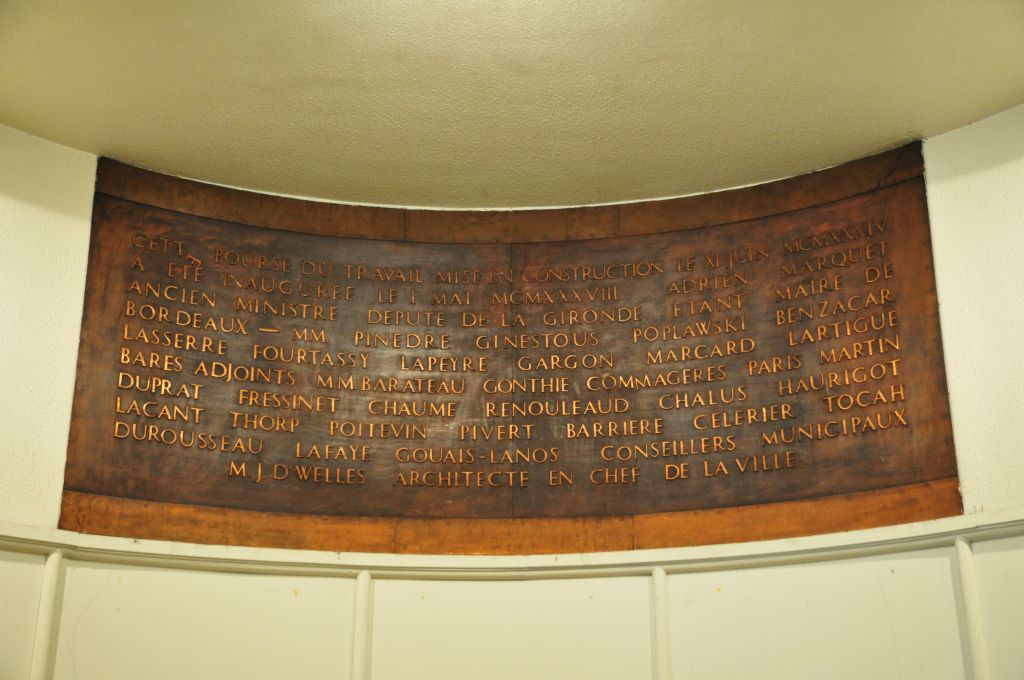 CETTE BOURSE DU TRAVAIL MISE EN CONSTRUCTION LE XI JUIN MCMXXXIV
A ÉTÉ INAUGURÉE LE 1 MAI MCMXXXVIII ADRIEN MARQUET
ANCIEN MINISTRE DEPUTE DE LA GIRONDE ÉTANT MAIRE DE
BORDEAUX — MM. PINEDRE GINESTOUS POPLAWSKI BENZACAR
LASSERRE FOURTASSY LAPEYRE GARGON MARCARD LARTIGUE
BARES ADJOINTS MM. BARATEAU GONTHIE COMMAGERES PARIS MARTIN
DUPRAT FRESSINET CHAUME RENOULEAUD CHALUS HAURIGOT
LACANT THORP POITEVIN PIVERT BARRIERE CELERIER TOCAH
DUROUSSEAU LAFAYE GOUAIS-LANOS CONSEILLERS MUNICIPAUX
M.J. D'WELLES ARCHITECTE EN CHEF DE LA VILLE